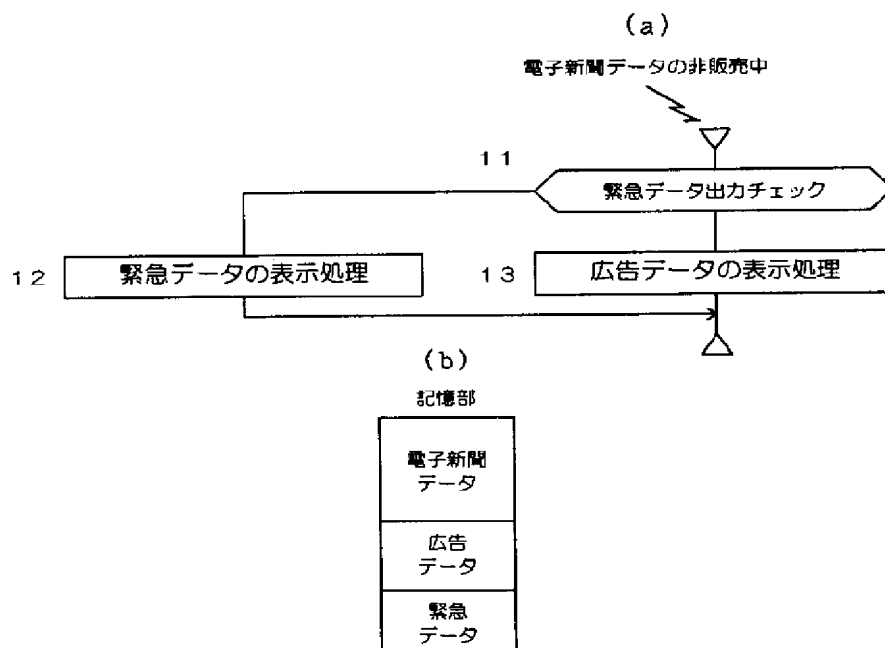 (a)
電子新聞データの非販売中
11
緊急データ出力チェック
12
緊急データの表示処理
13
広告データの表示処理
(b)
記憶部
電子新聞
データ
広告
データ
緊急
データ